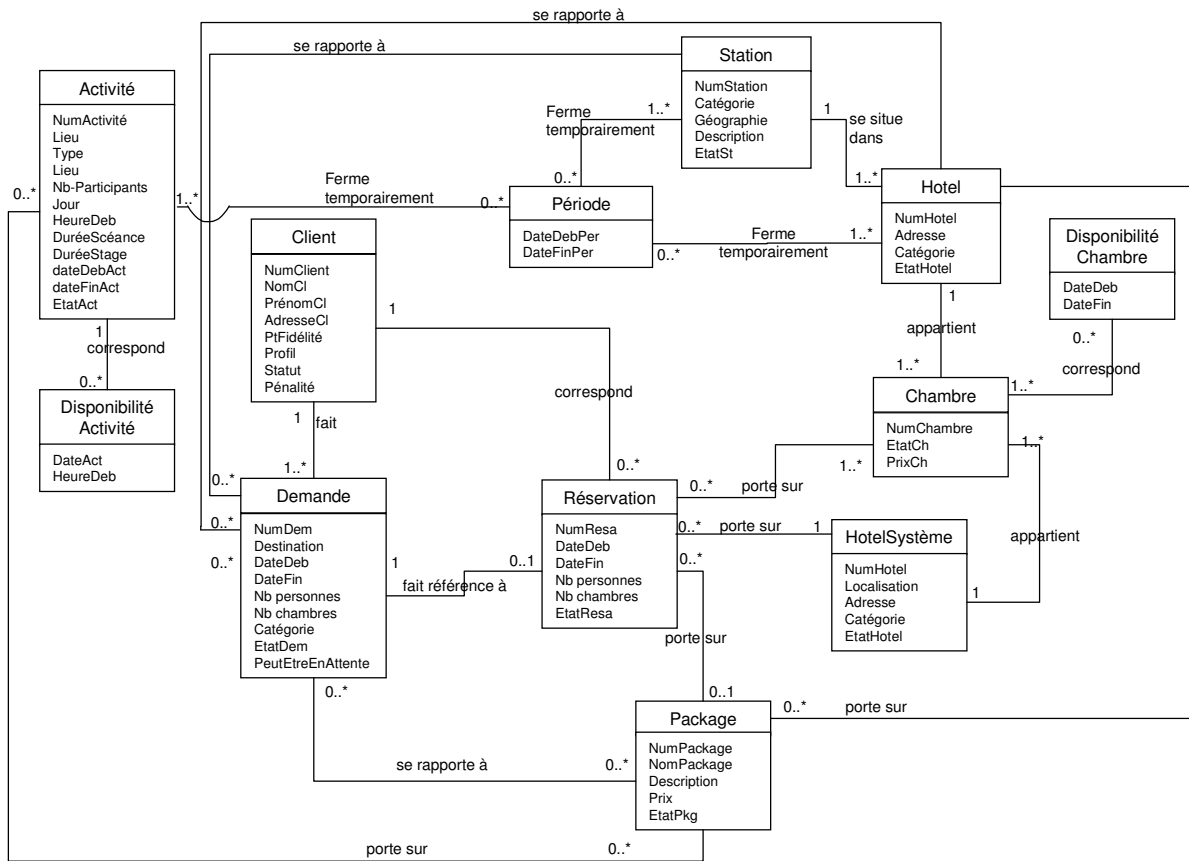 se rapporte à
se rapporte à
Station
NumStation
Catégorie
Géographie
Description
EtatSt
Activité
NumActivité
Lieu
Type
Lieu
Nb-Participants
Jour
HeureDeb
DuréeScéance
DuréeStage
dateDebAct
dateFinAct
EtatAct
1..*
Ferme
temporairement
1
se situe
dans
0..*
1..*
Ferme
temporairement
0..*
0..*
Période
DateDebPer
DateFinPer
1..*
Hotel
NumHotel
Adresse
Catégorie
EtatHotel
0..*
Ferme
temporairement
1..*
Client
NumClient
NomCl
PrénomCl
AdresseCl
PtFidélité
Profil
Statut
Pénalité
Disponibilité
Chambre
DateDeb
DateFin
1
correspond
0..*
1
correspond
0..*
1
appartient
1..*
0..*
correspond
1..*
Disponibilité
Activité
DateAct
HeureDeb
Chambre
NumChambre
EtatCh
PrixCh
1
fait
1..*
0..*
0..*
0..*
Demande
NumDem
Destination
DateDeb
DateFin
Nb personnes
Nb chambres
Catégorie
EtatDem
PeutEtreEnAttente
Réservation
NumResa
DateDeb
DateFin
Nb personnes
Nb chambres
EtatResa
0..*
porte sur
1..*
1..*
appartient
1
0..*
porte sur
1
HotelSystème
NumHotel
Localisation
Adresse
Catégorie
EtatHotel
1
fait référence à
0..1
0..*
porte sur
0..1
0..*
se rapporte à
0..*
Package
NumPackage
NomPackage
Description
Prix
EtatPkg
0..*
porte sur
porte sur
0..*